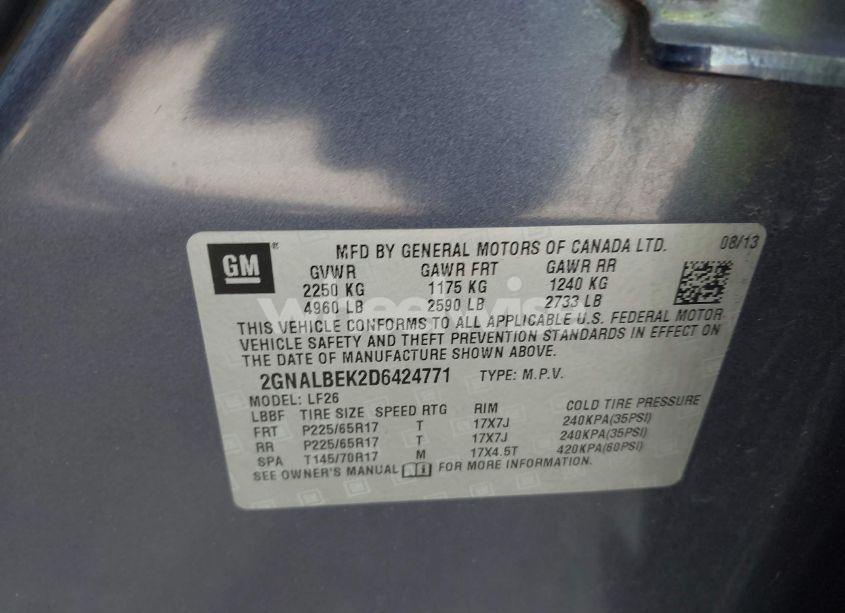 GM ® MFD BY GENERAL MOTORS OF CANADA LTD. 08/13
GVWR GAWR FRT GAWR RR
2250 KG 1175 KG 1240 KG
4960 LB 2590 LB 2733 LB
THIS VEHICLE CONFORMS TO ALL APPLICABLE U.S. FEDERAL MOTOR
VEHICLE SAFETY AND THEFT PREVENTION STANDARDS IN EFFECT ON
THE DATE OF MANUFACTURE SHOWN ABOVE.
2GNALBEK2D6424771 TYPE: M.P.V.
MODEL: LF26
LBBF TIRE SIZE SPEED RTG RIM COLD TIRE PRESSURE
FRT P225/65R17 T 17X7J 240KPA(35PSI)
RR P225/65R17 T 17X7J 240KPA(35PSI)
SPA T145/70R17 M 17X4.5T 420KPA(60PSI)
SEE OWNER'S MANUAL FOR MORE INFORMATION.